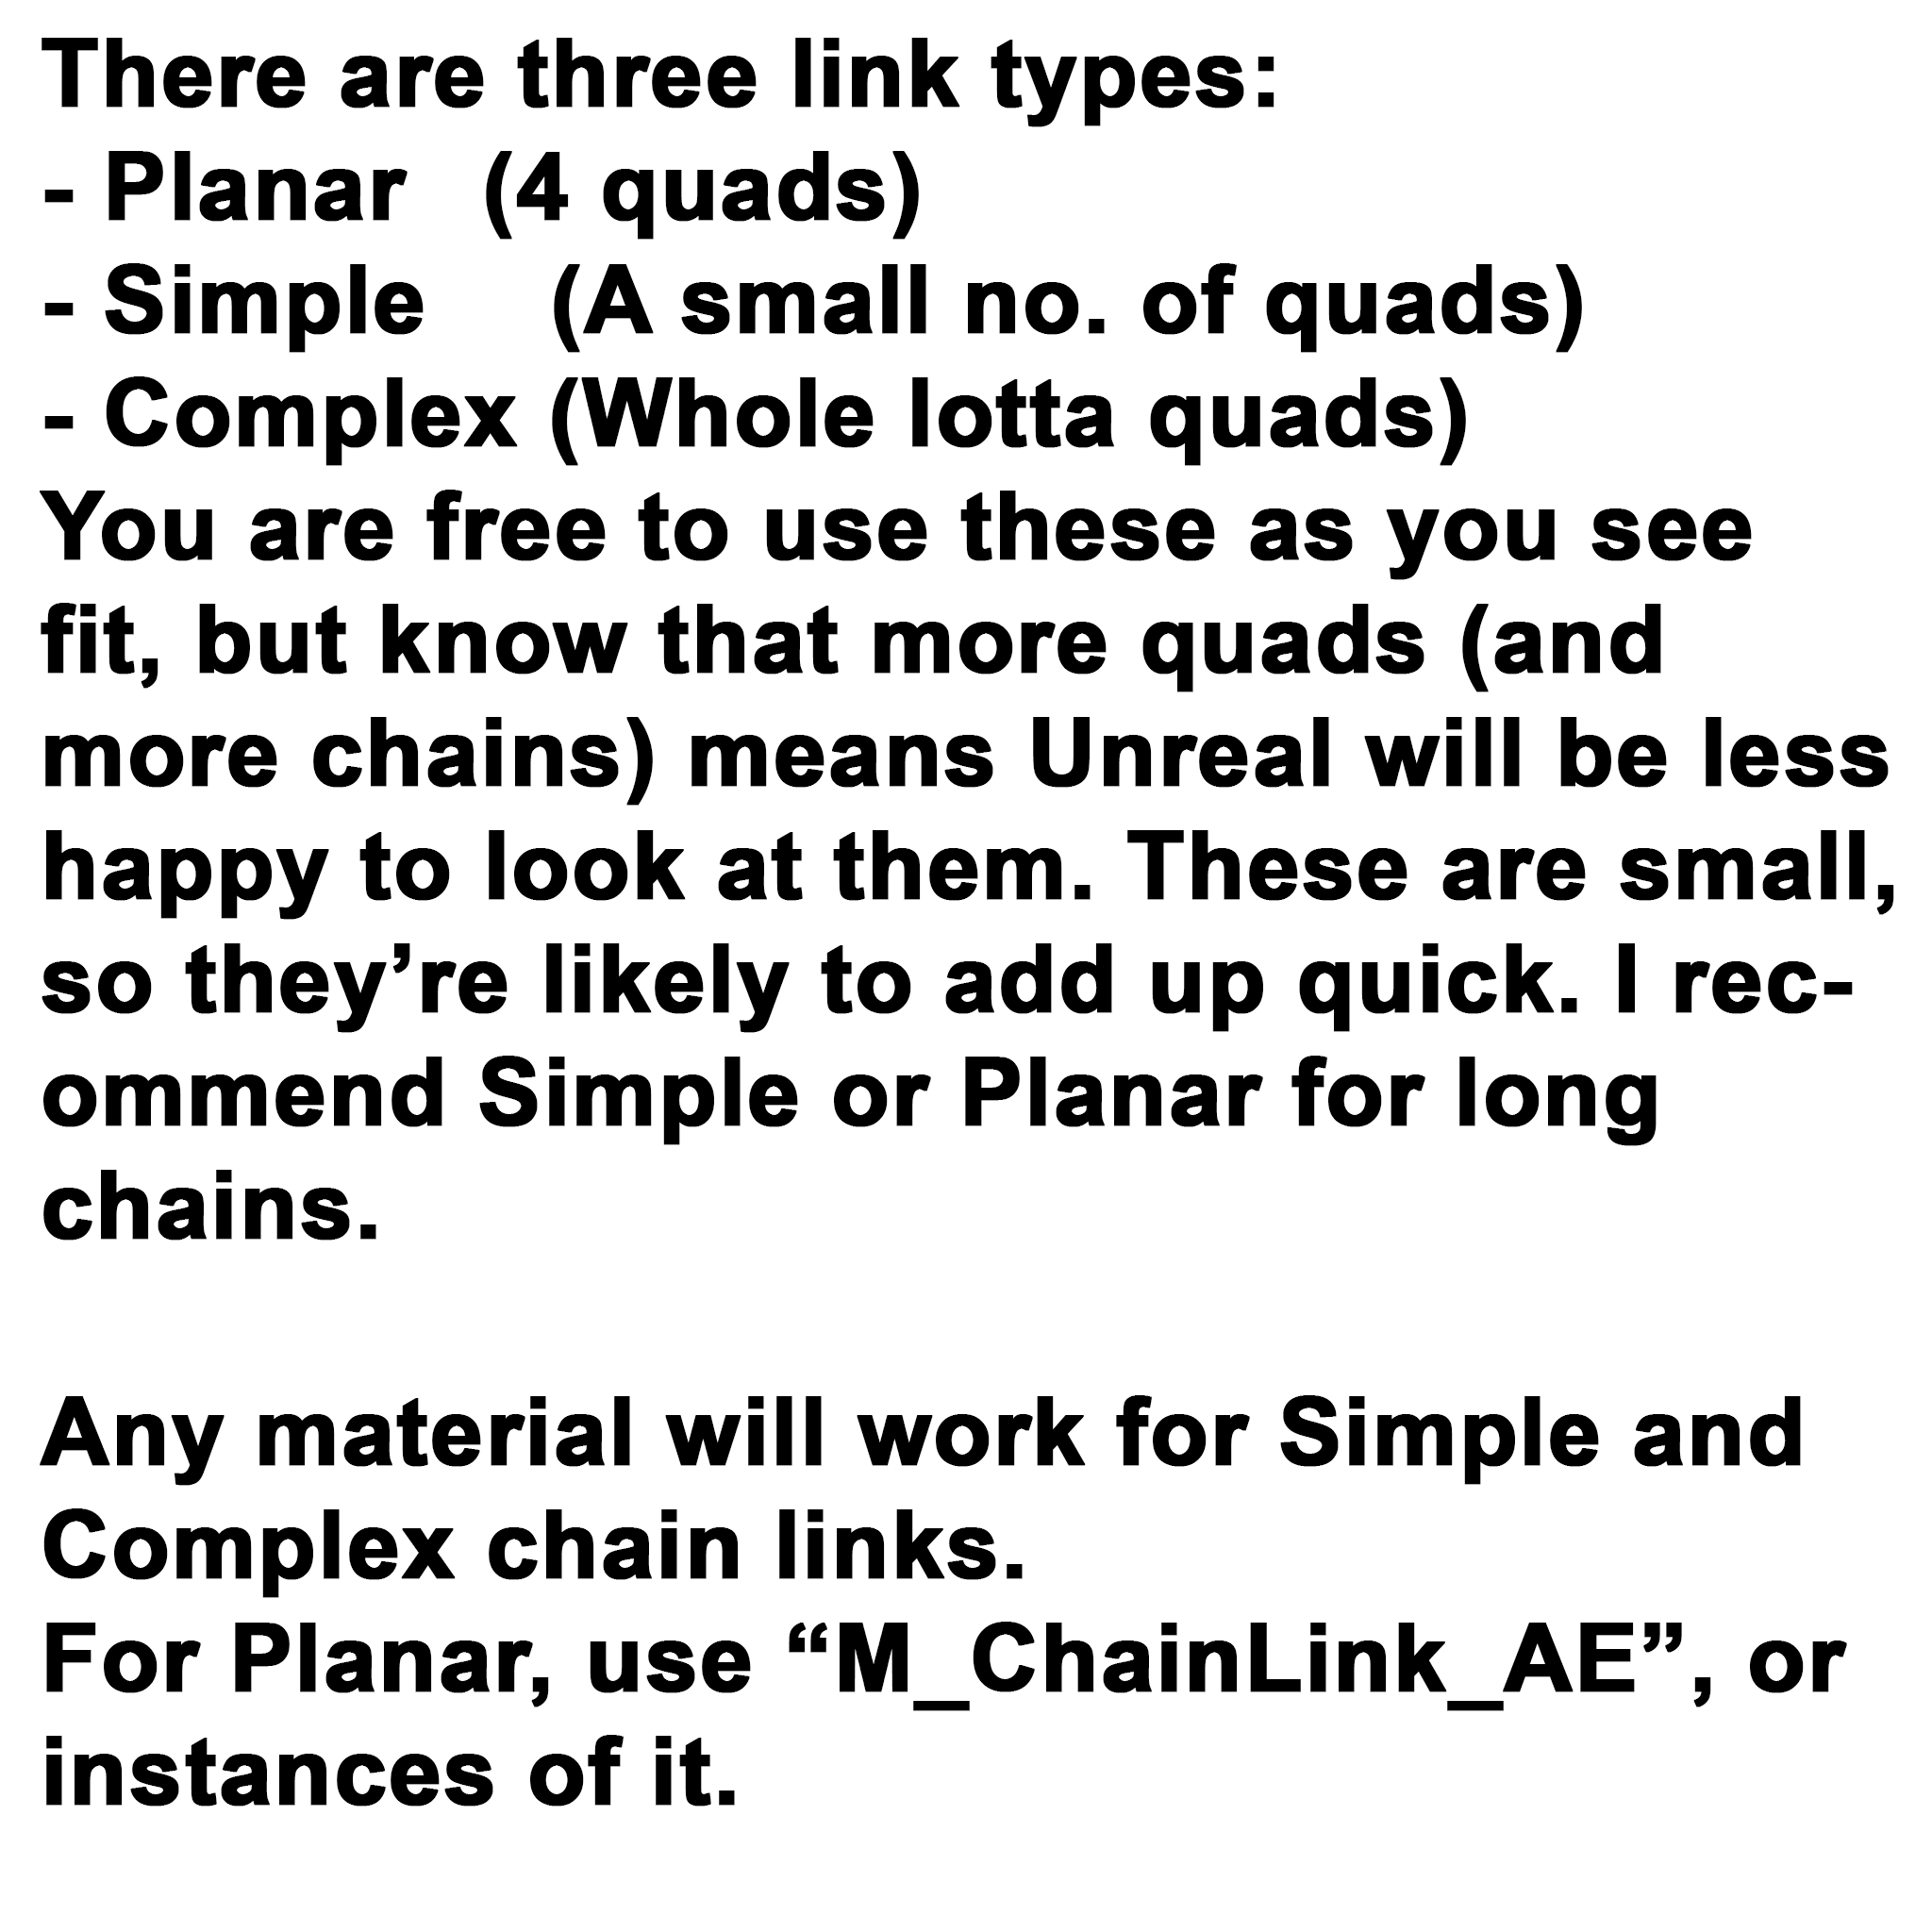 There are three link types:
- Planar (4 quads)
- Simple (A small no. of quads)
- Complex (Whole lotta quads)
You are free to use these as you see
fit, but know that more quads (and
more chains) means Unreal will be less
happy to look at them. These are small,
so they’re likely to add up quick. I rec-
ommend Simple or Planar for long
chains.
Any material will work for Simple and
Complex chain links.
For Planar, use “M_ChainLink_AE”, or
instances of it.